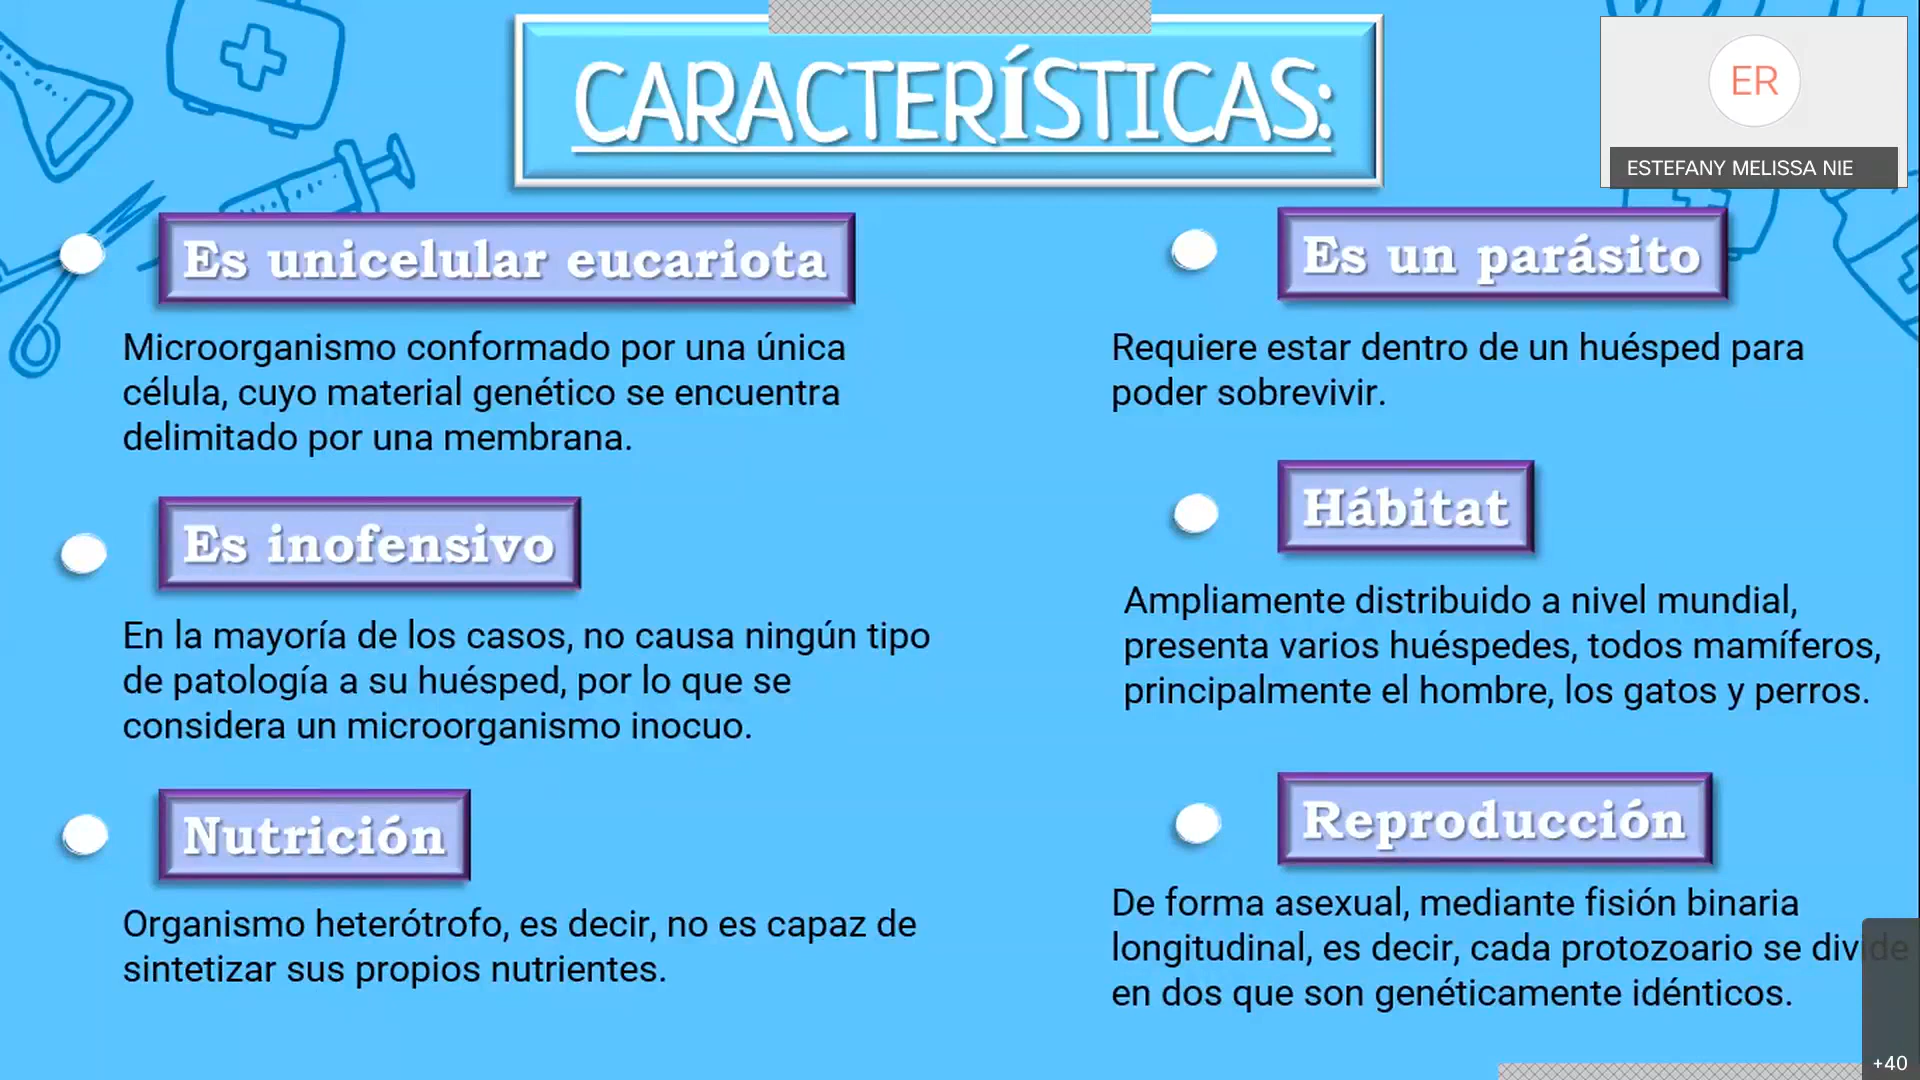 CARACTERÍSTICAS:
ER
ESTEFANY MELISSA NIE
Es unicelular eucariota
Microorganismo conformado por una única
célula, cuyo material genético se encuentra
delimitado por una membrana.
Es inofensivo
En la mayoría de los casos, no causa ningún tipo
de patología a su huésped, por lo que se
considera un microorganismo inocuo.
Nutrición
Organismo heterótrofo, es decir, no es capaz de
sintetizar sus propios nutrientes.
Es un parásito
Requiere estar dentro de un huésped para
poder sobrevivir.
Hábitat
Ampliamente distribuido a nivel mundial,
presenta varios huéspedes, todos mamíferos,
principalmente el hombre, los gatos y perros.
Reproducción
De forma asexual, mediante fisión binaria
longitudinal, es decir, cada protozoario se divide
en dos que son genéticamente idénticos.
+40